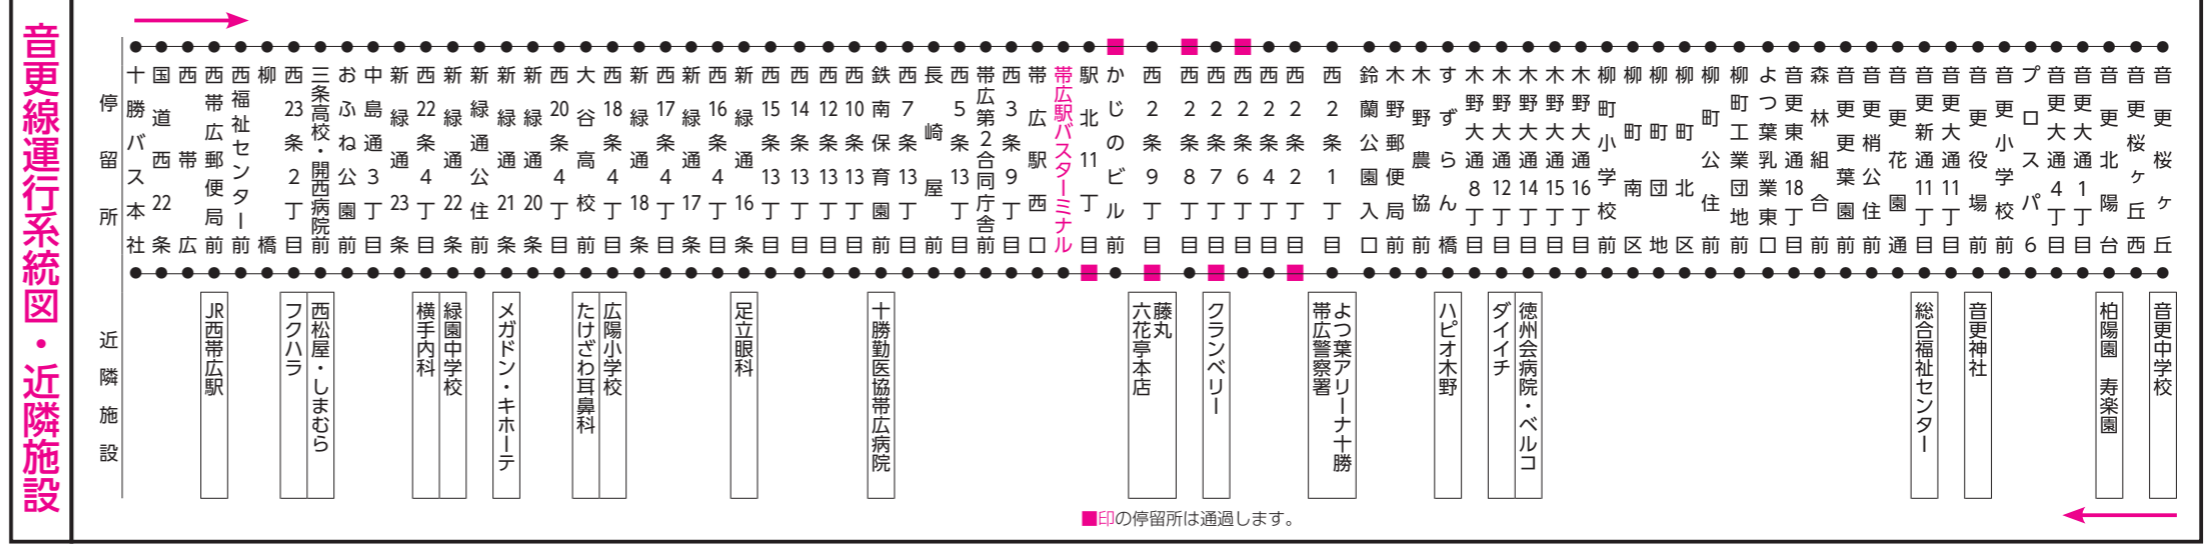 音更線運行系統図・近隣施設
停留所
十勝バス本社
国道西22条
西帯広
西帯広郵便局前
西福祉センター前
柳橋
西23条2丁目
三条高校・開西病院前
おふね公園前
中島通3丁目
新緑通23条
西22条4丁目
新緑通22条
新緑通公住前
新緑通21条
新緑通20条
西20条4丁目
大谷高校前
西18条4丁目
新緑通18条
西17条4丁目
新緑通17条
西16条4丁目
新緑通16条
西15条13丁目
西14条13丁目
西12条13丁目
西10条13丁目
鉄南保育園前
西7条13丁目
長崎屋前
西5条13丁目
帯広第2合同庁舎前
西3条9丁目
帯広駅西口
帯広駅バスターミナル
駅北11丁目
かじのビル前
西2条9丁目
西2条8丁目
西2条7丁目
西2条6丁目
西2条4丁目
西2条2丁目
西2条1丁目
鈴蘭公園入口
木野郵便局前
木野農協前
すずらん橋
木野大通8丁目
木野大通12丁目
木野大通14丁目
木野大通15丁目
木野大通16丁目
柳町小学校前
柳町南区
柳町団地
柳町北区
柳町公住前
柳町工業団地前
よつ葉乳業東口
音更東通18丁目
森林組合前
音更更葉園前
音更梢公住前
音更花園通
音更新通11丁目
音更大通11丁目
音更役場前
音更小学校前
プロスパ6
音更大通4丁目
音更大通1丁目
音更北陽台
音更桜ヶ丘西
音更桜ヶ丘
近隣施設
JR西帯広駅
フクハラ
西松屋・しまむら
横手内科
緑園中学校
メガドン・キホーテ
たけざわ耳鼻科
広陽小学校
足立眼科
十勝勤医協帯広病院
藤丸
六花亭本店
クランベリー
よつ葉アリーナ十勝
帯広警察署
ハピオ木野
ダイイチ
徳州会病院・ベルコ
総合福祉センター
音更神社
柏陽園 寿楽園
音更中学校
■印の停留所は通過します。